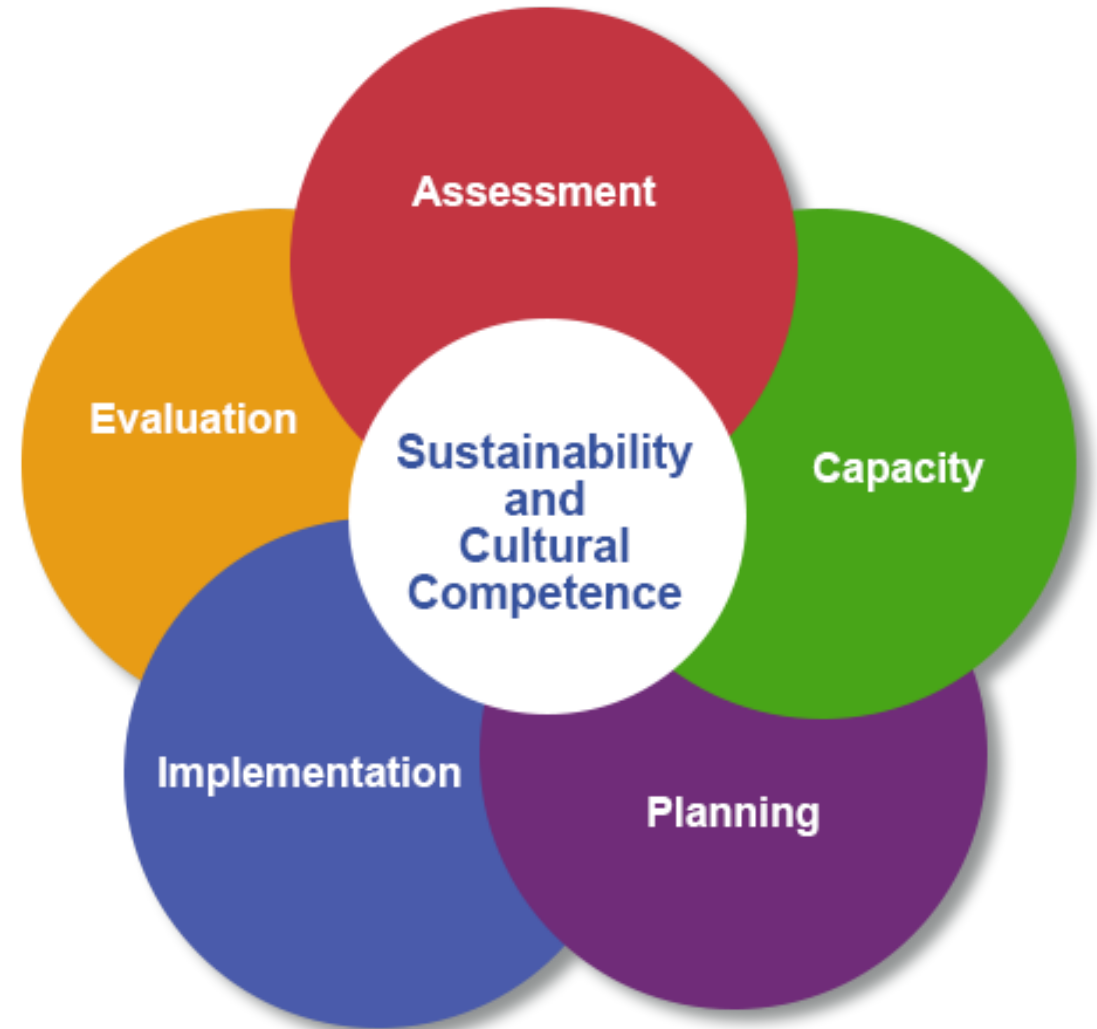 Assessment
Evaluation
Capacity
Sustainability
and
Cultural
Competence
Implementation
Planning